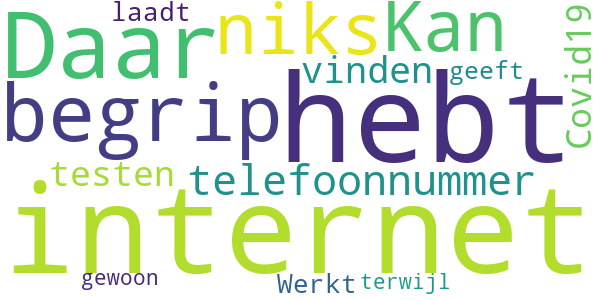 laadt
Daar
niks
Kan
Covid19
vinden
geeft
begrip
hebt
testen
telefoonnummer
internet
gewoon
Werkt
terwijl